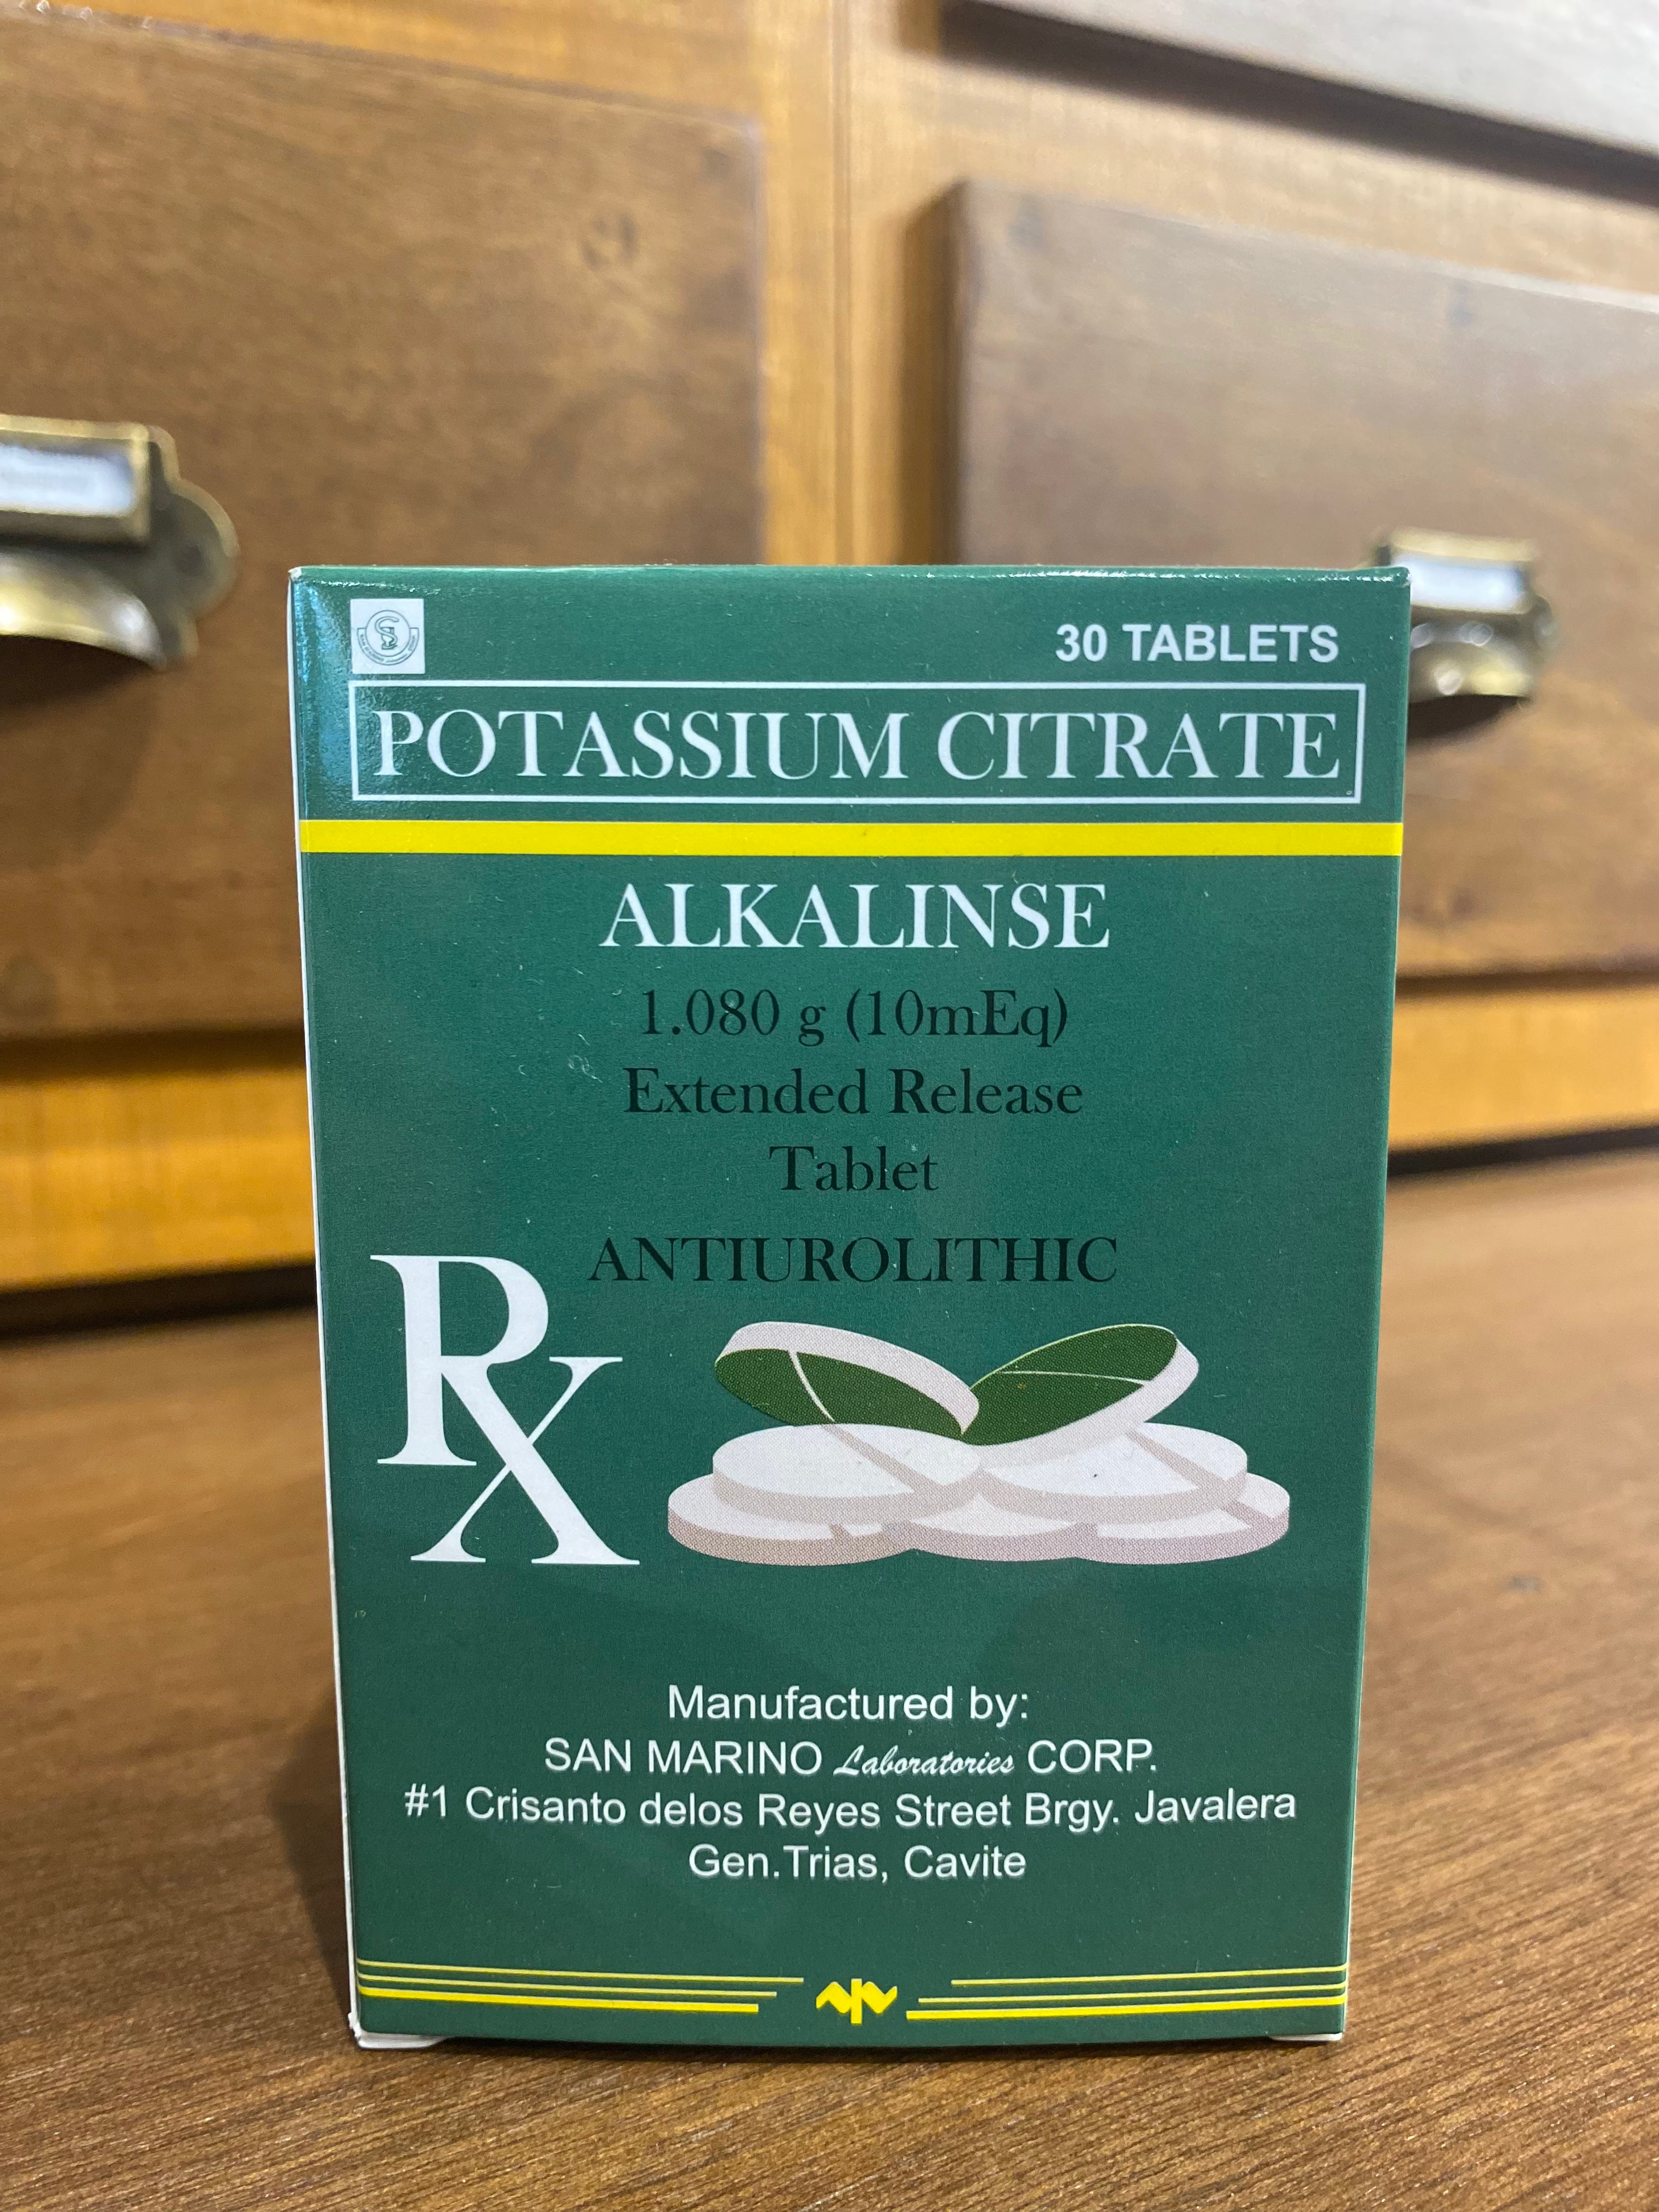 30 TABLETS
POTASSIUM CITRATE
ALKALINSE
1.080 g (10mEq)
Extended Release
Tablet
ANTIUROLITHIC
Rx
Manufactured by:
SAN MARINO Laboratories CORP.
#1 Crisanto delos Reyes Street Brgy. Javalera
Gen.Trias, Cavite